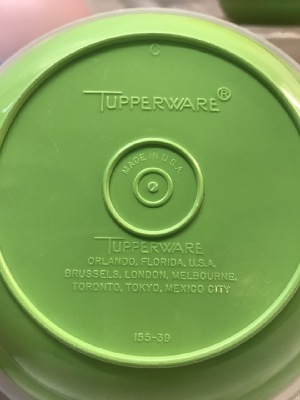 C
TUPPERWARE®
MADE IN U.S.A.
TUPPERWARE
ORLANDO, FLORIDA, U.S.A.
BRUSSELS, LONDON, MELBOURNE,
TORONTO, TOKYO, MEXICO CITY
155-39